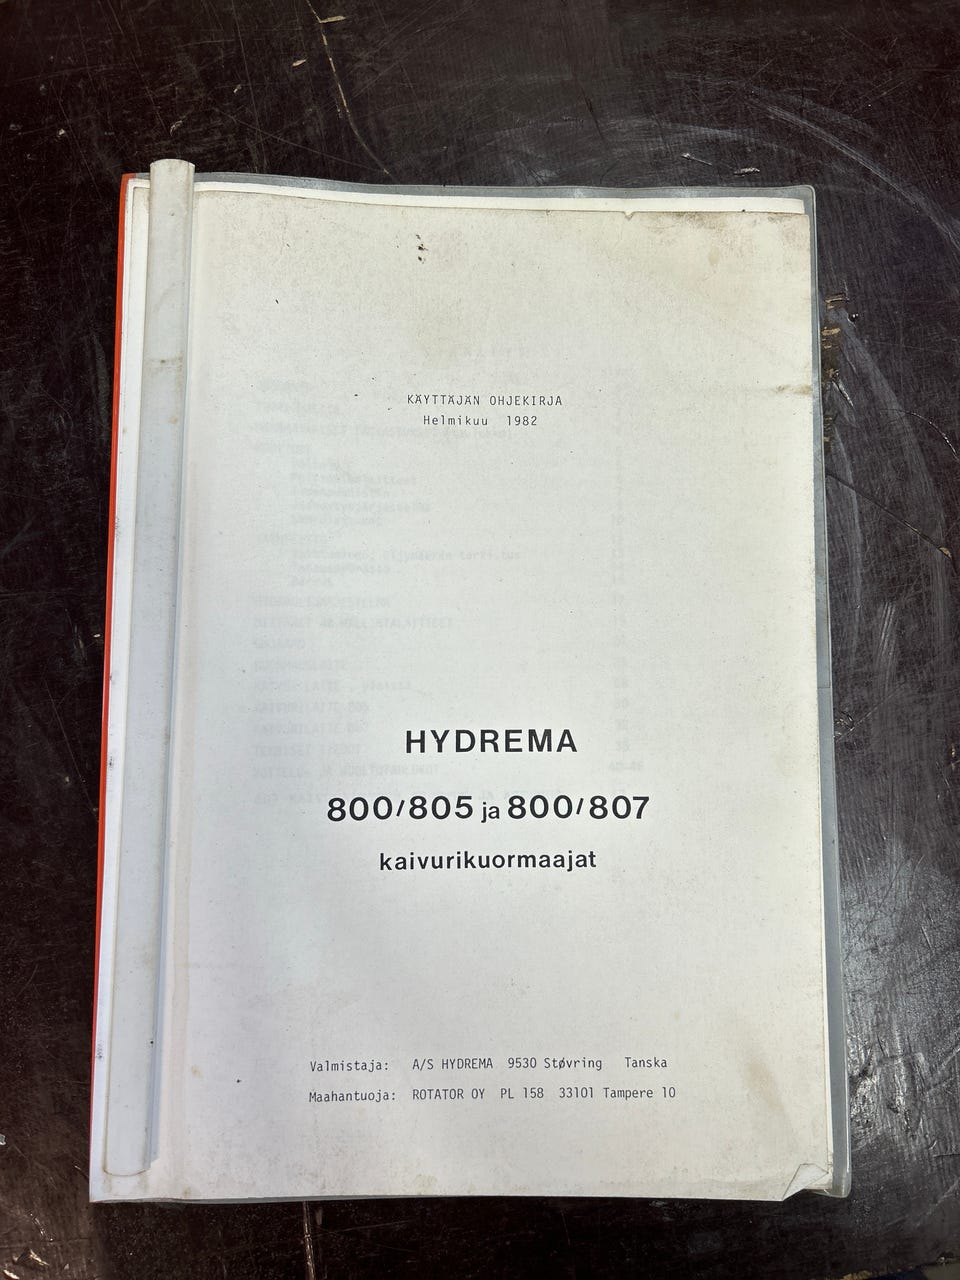 KÄYTTÄJÄN OHJEKIRJA
Helmikuu 1982
HYDREMA
800/805 ja 800/807
kaivurikuormaajat
Valmistaja: A/S HYDREMA 9530 Støvring Tanska
Maahantuoja: ROTATOR OY PL 158 33101 Tampere 10